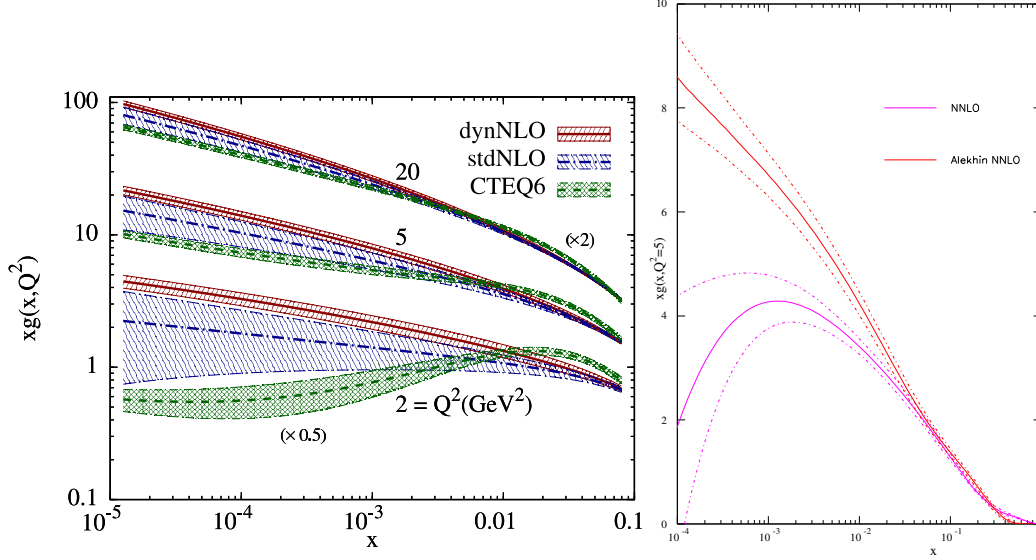 xg(x,Q²)
100
10
1
0.1
dynNLO
stdNLO
CTEQ6
20
(×2)
5
2 = Q²(GeV²)
(×0.5)
10⁻⁵
10⁻⁴
10⁻³
0.01
0.1
x
xg(x,Q²=5)
10
8
6
4
2
0
NNLO
Alekhin NNLO
10⁻⁴
10⁻³
10⁻²
10⁻¹
x